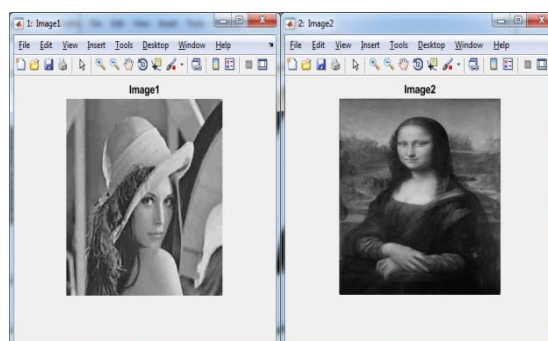 1: Image1
File Edit View Insert Tools Desktop Window Help
Image1
2: Image2
File Edit View Insert Tools Desktop Window Help
Image2